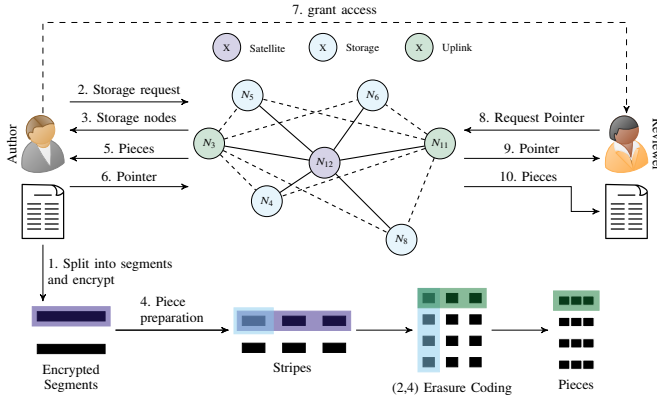 7. grant access
X Satellite X Storage X Uplink
Author
2. Storage request
3. Storage nodes
5. Pieces
6. Pointer
N5
N6
N3
N12
N11
N4
N8
8. Request Pointer
9. Pointer
10. Pieces
Reviewer
1. Split into segments
and encrypt
4. Piece
preparation
Encrypted
Segments
Stripes
(2,4) Erasure Coding
Pieces